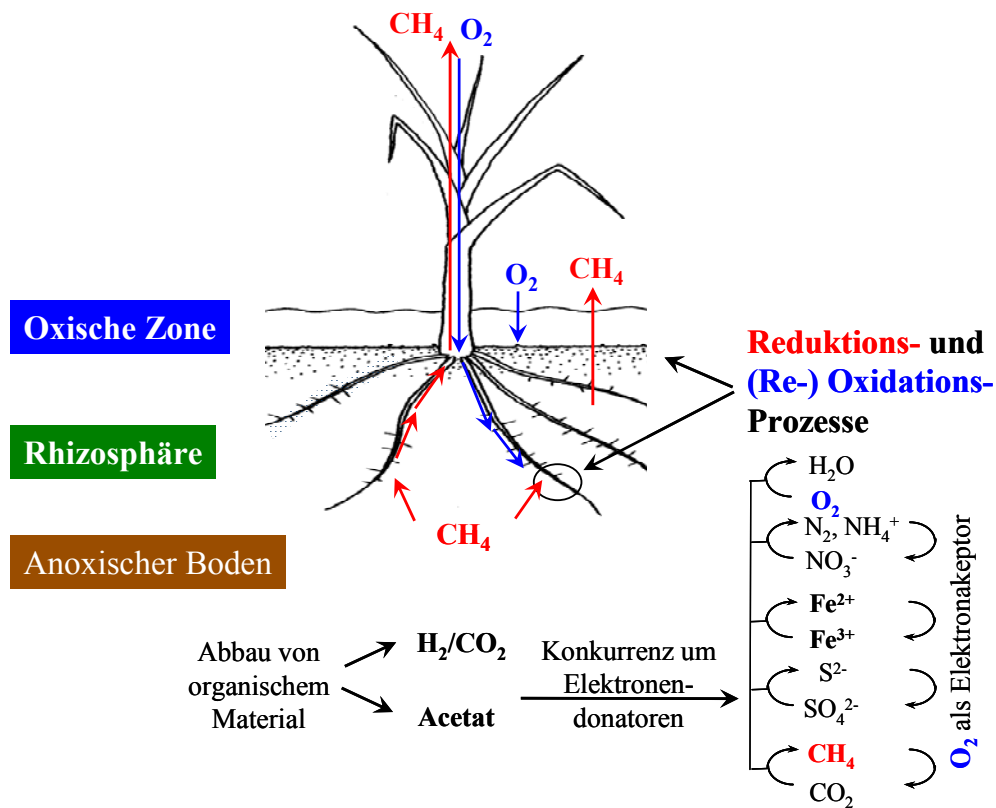 CH₄ O₂
O₂ CH₄
Oxische Zone
Reduktions- und
(Re-) Oxidations-
Prozesse
Rhizosphäre
CH₄
Anoxischer Boden
H₂O
O₂
N₂, NH₄⁺
NO₃⁻
Fe²⁺
Fe³⁺
S²⁻
SO₄²⁻
CH₄
CO₂
O₂ als Elektronakeptor
Abbau von
organischem
Material
H₂/CO₂
Acetat
Konkurrenz um
Elektronen-
donatoren